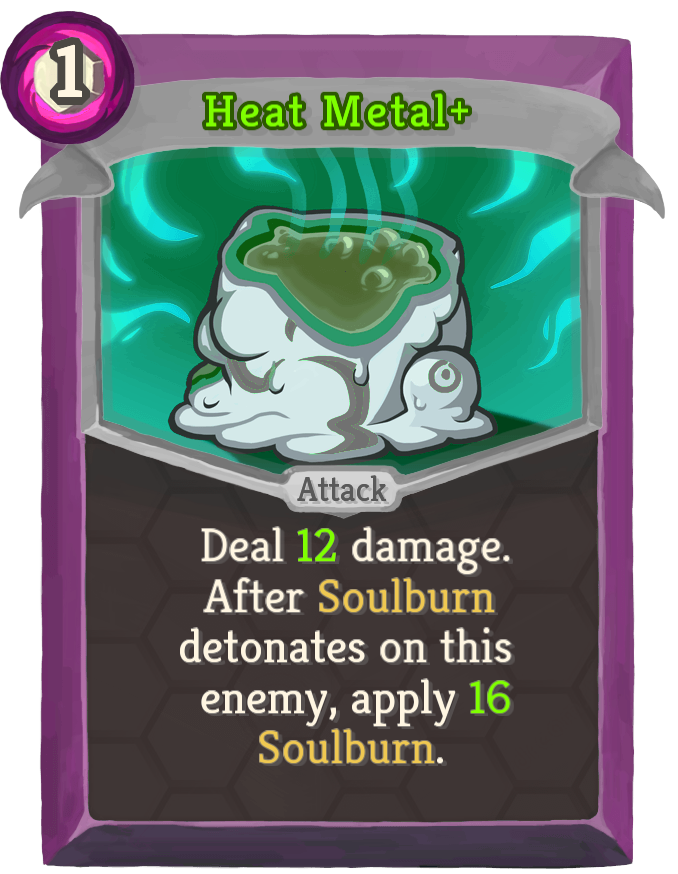 1
Heat Metal+
Attack
Deal 12 damage.
After Soulburn
detonates on this
enemy, apply 16
Soulburn.